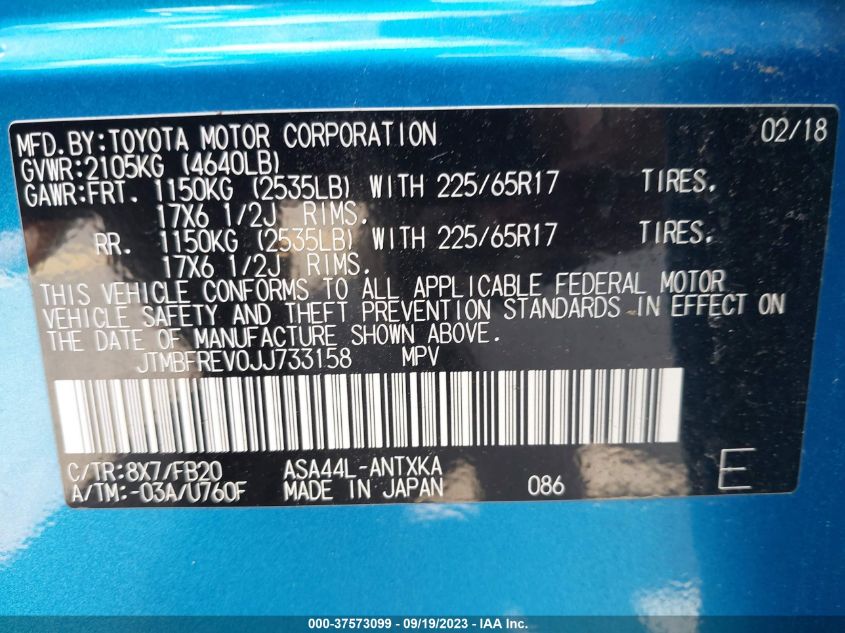 MFD.BY:TOYOTA MOTOR CORPORATION 02/18
GVWR:2105KG (4640LB)
GAWR:FRT. 1150KG (2535LB) WITH 225/65R17 TIRES.
17X6 1/2J RIMS.
RR. 1150KG (2535LB) WITH 225/65R17 TIRES.
17X6 1/2J RIMS.
THIS VEHICLE CONFORMS TO ALL APPLICABLE FEDERAL MOTOR
VEHICLE SAFETY AND THEFT PREVENTION STANDARDS IN EFFECT ON
THE DATE OF MANUFACTURE SHOWN ABOVE.
JTMBFREV0JJ733158 MPV
C/TR:8X7/FB20 ASA44L-ANTXKA E
A/TM:-03A/U760F MADE IN JAPAN 086
000-37573099 - 09/19/2023 - IAA Inc.